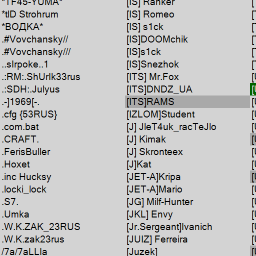 *TF45-YUMA* [IS] Ranker
*tID Strohrum [IS] Romeo
*ВОДКА* [IS] s1ck
.#Vovchansky// [IS]DOOMchik
.#Vovchansky/// [IS]s1ck
..sIrpoke..1 [IS]Snezhok
.:RM:.ShUrlk33rus [ITS] Mr.Fox
.:SDH:.Julyus [ITS]DNDZ_UA
.-]1969[-. [ITS]RAMS
.cfg {53RUS} [IZLOM]Student
.com.bat [J] JleT4uk_racTeJlo
.CRAFT. [J] Kimak
.FerisBuller [J] Skronteex
.Hoxet [J]Kat
.inc Hucksy [JET-A]Kripa
.locki_lock [JET-A]Mario
.S7. [JG] Milf-Hunter
.Umka [JKL] Envy
.W.K.ZAK_23RUS [Jr.Sergeant]Ivanich
.W.K.zak23rus [JUIZ] Ferreira
/7a/7aLLIa [Juzek]